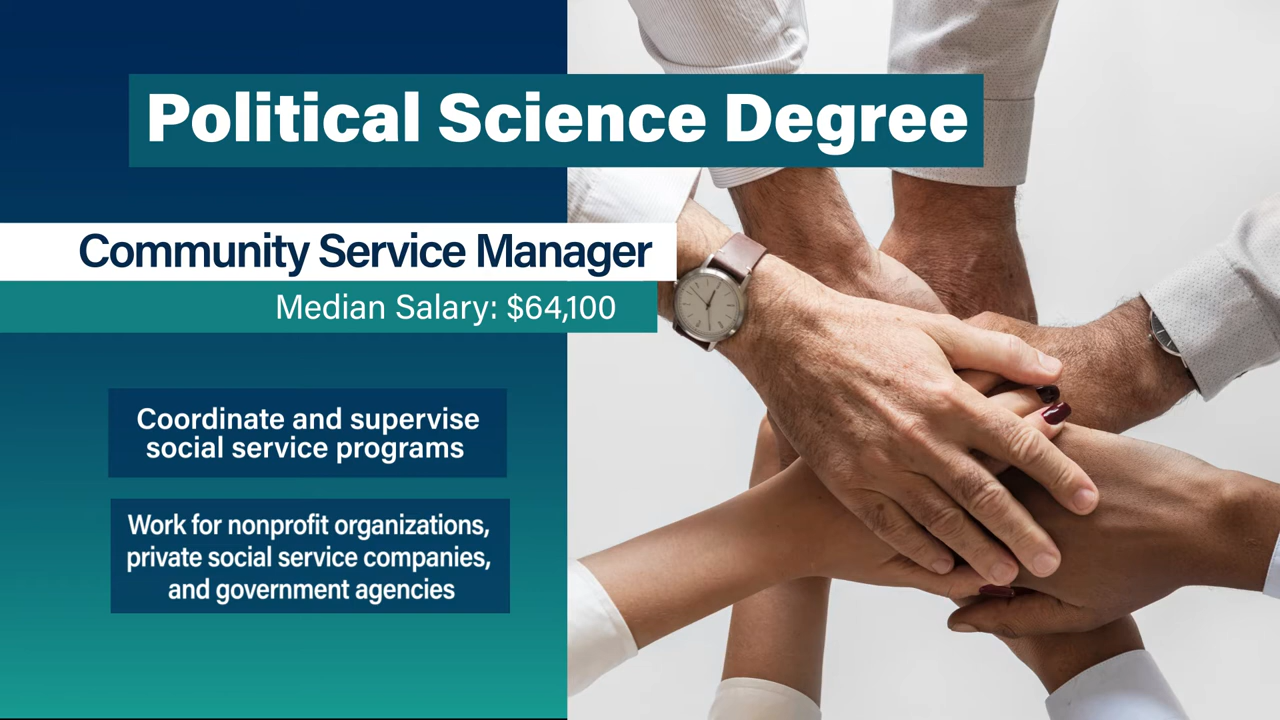 Political Science Degree
Community Service Manager
Median Salary: $64,100
Coordinate and supervise
social service programs
Work for nonprofit organizations,
private social service companies,
and government agencies